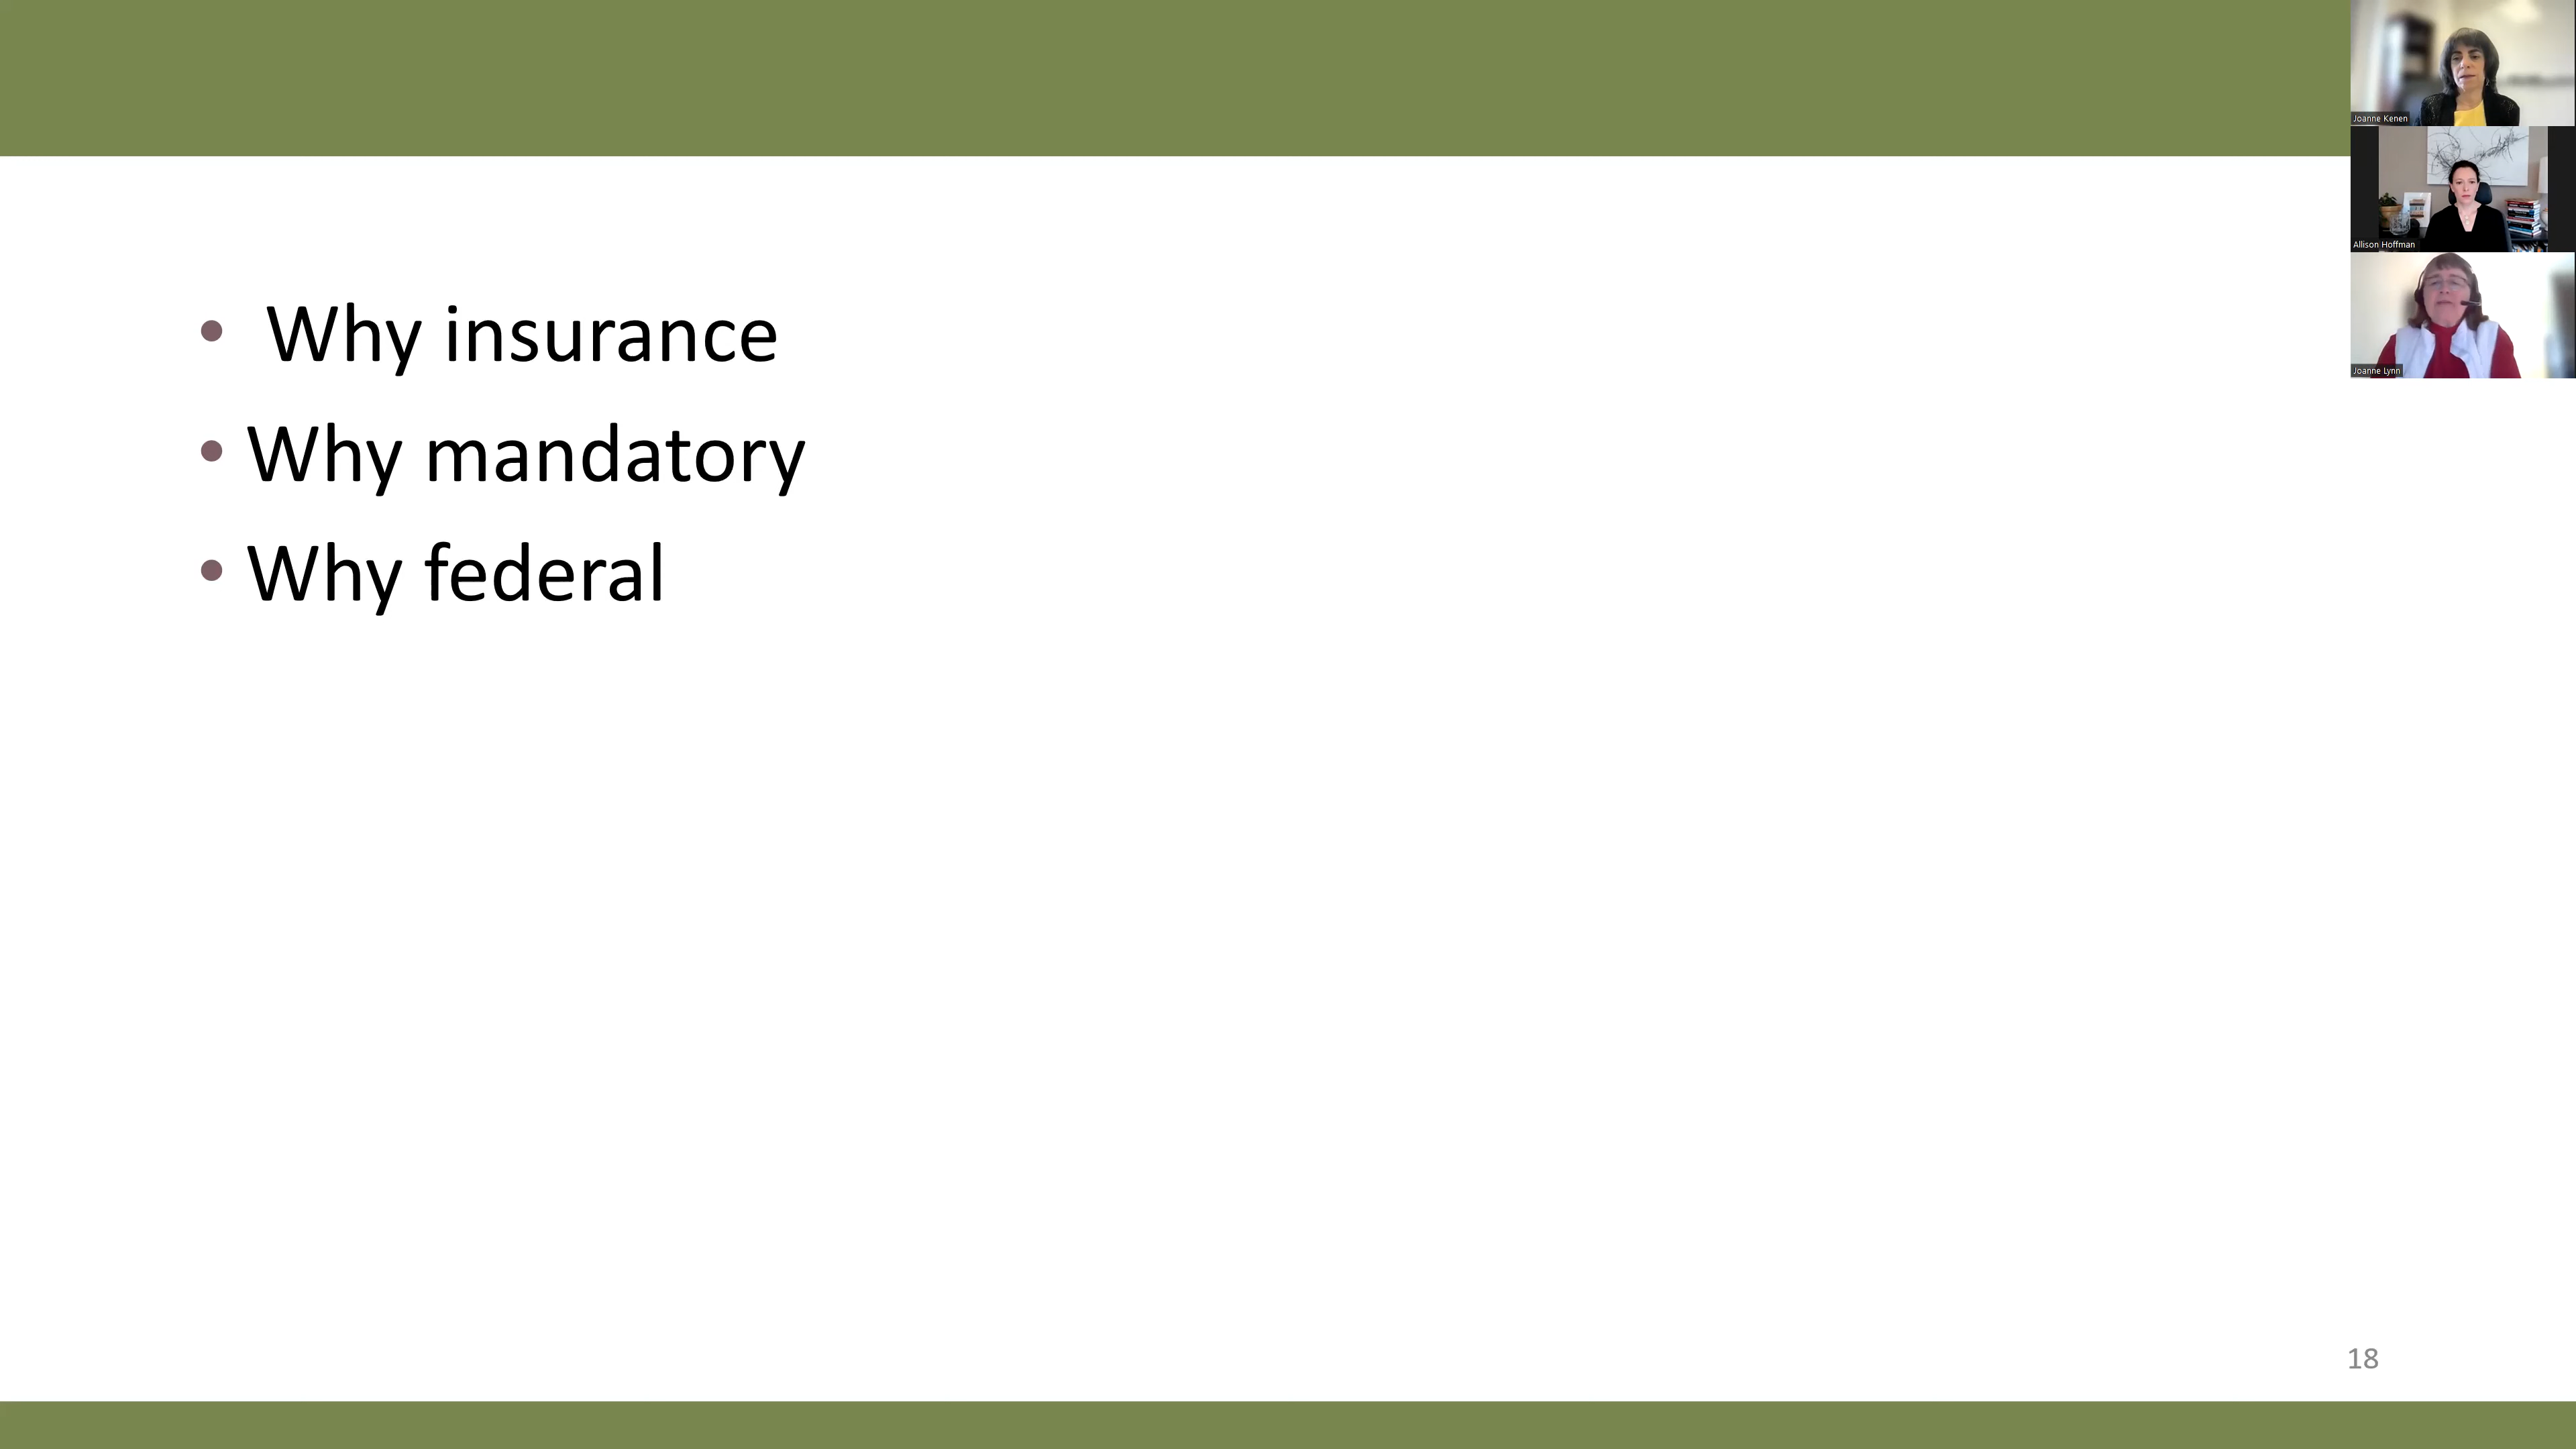 Joanne Kenen
Allison Hoffman
Joanne Lynn
• Why insurance
• Why mandatory
• Why federal
18